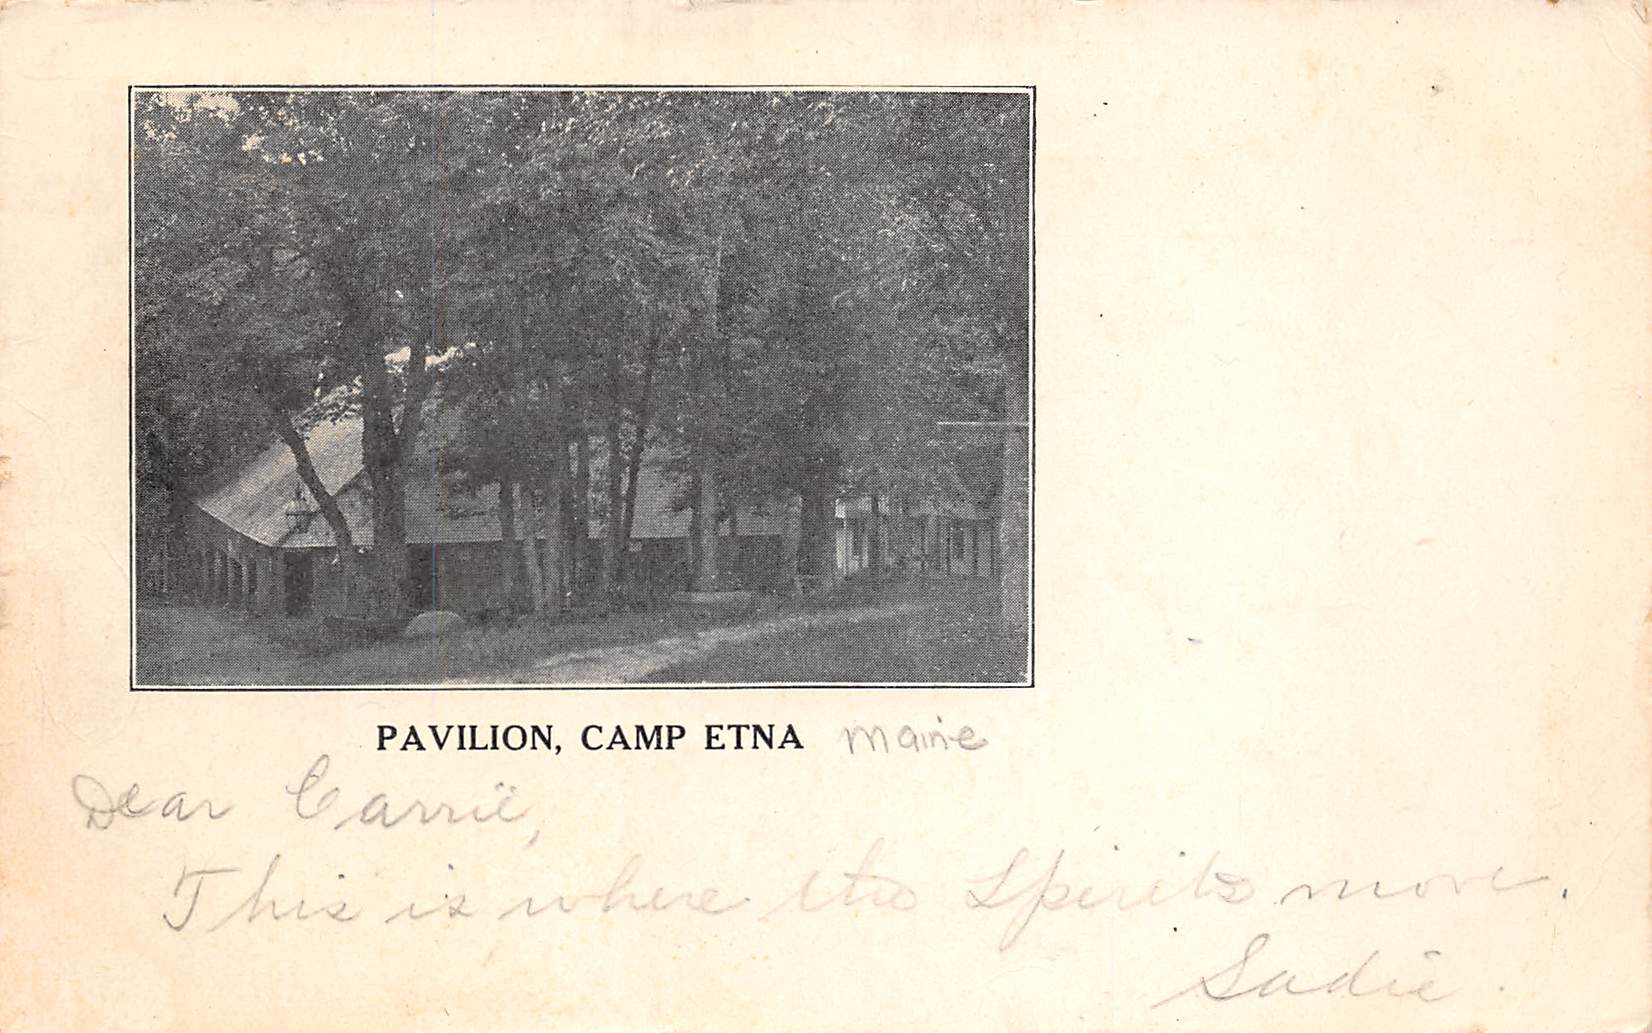 PAVILION, CAMP ETNA Maine
Dear Carrie,
This is where the Spirits move.
Sadie.